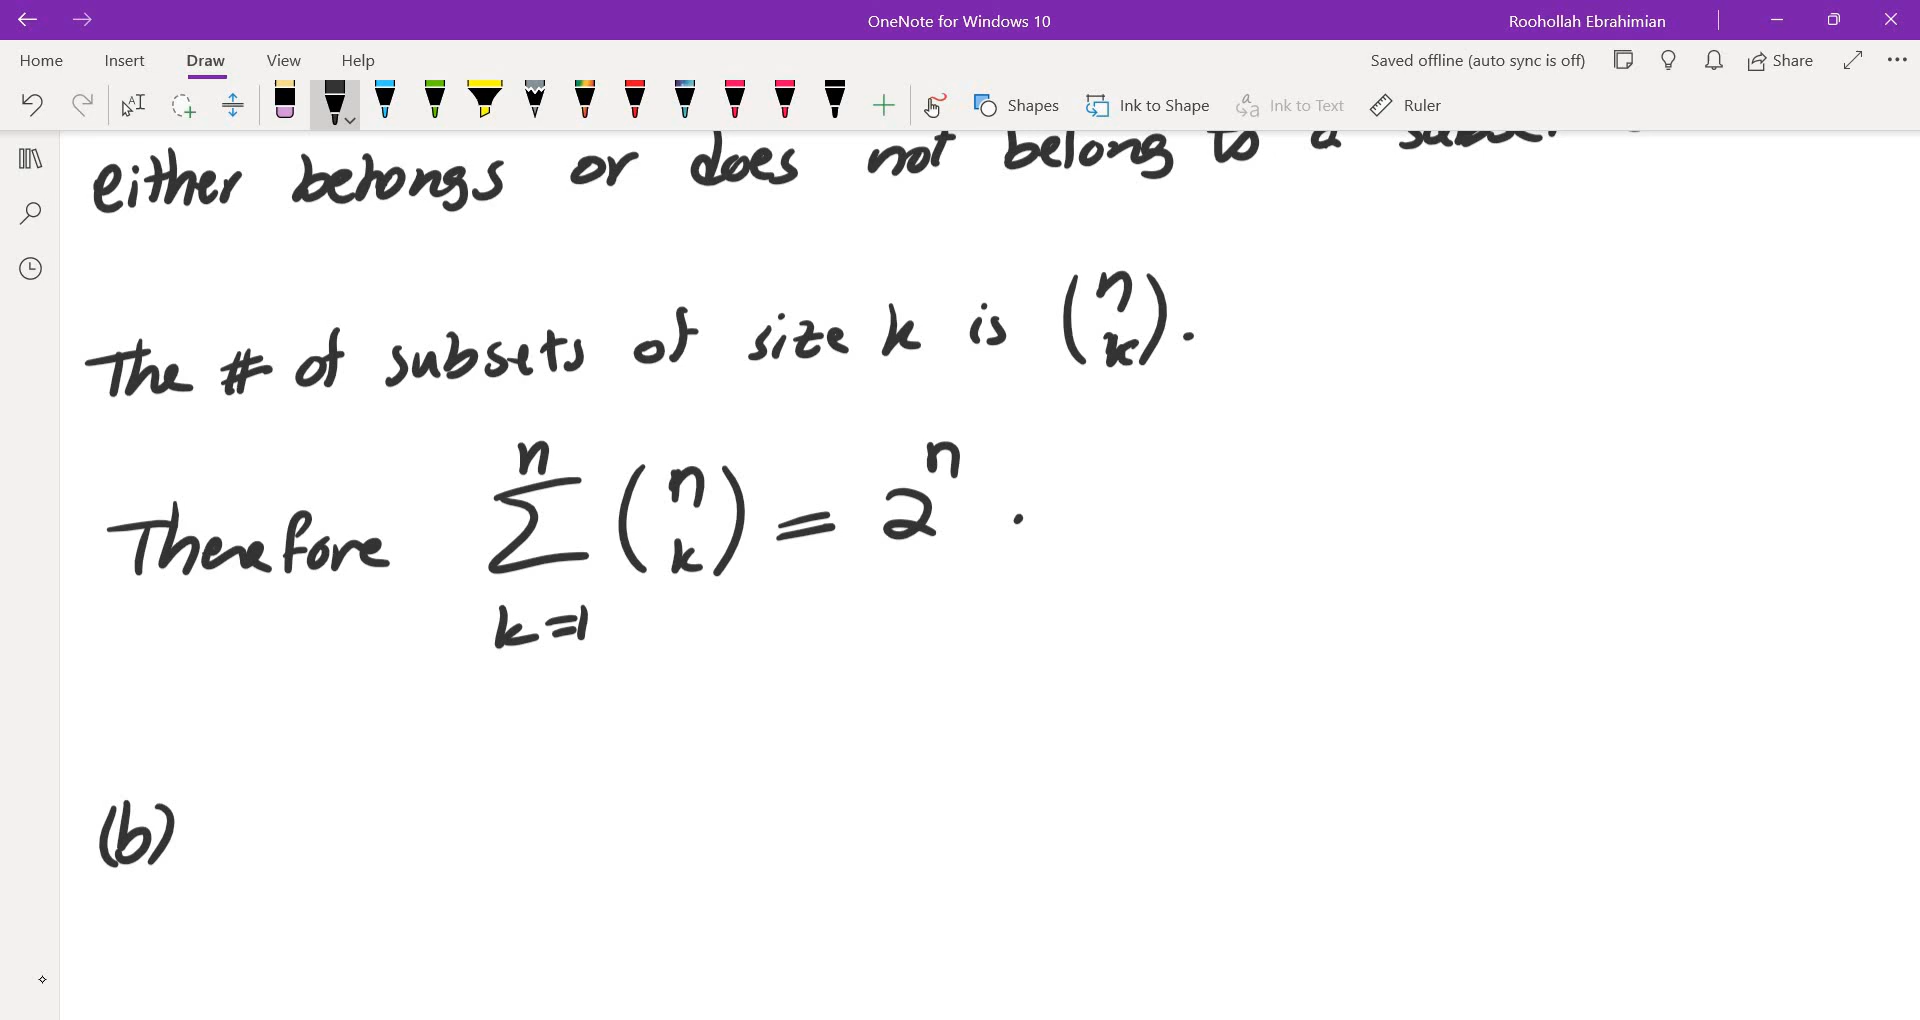 OneNote for Windows 10
Roohollah Ebrahimian
Home Insert Draw View Help
Saved offline (auto sync is off) Share
Shapes Ink to Shape Ink to Text Ruler
either belongs or does not belong to a subset
The # of subsets of size k is (n k).
Therefore n ∑ k=1 (n k) = 2^n .
(b)